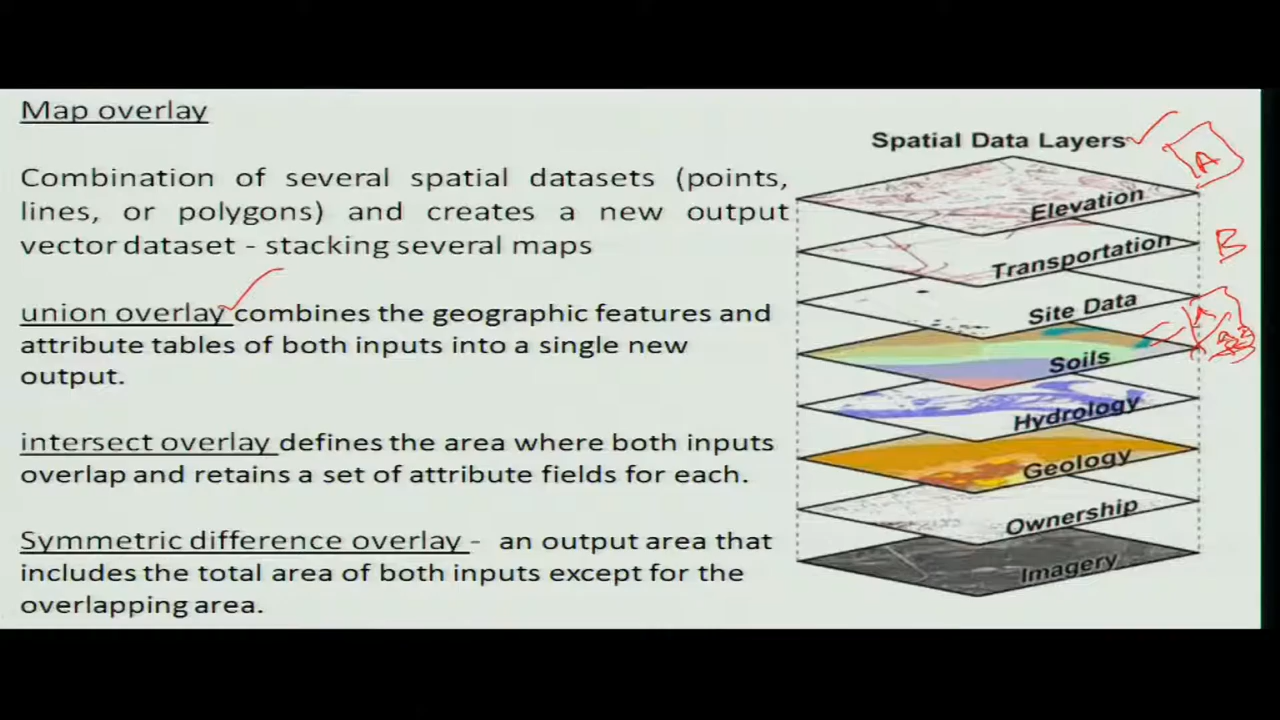 Map overlay
Combination of several spatial datasets (points,
lines, or polygons) and creates a new output
vector dataset - stacking several maps
union overlay combines the geographic features and
attribute tables of both inputs into a single new
output.
intersect overlay defines the area where both inputs
overlap and retains a set of attribute fields for each.
Symmetric difference overlay - an output area that
includes the total area of both inputs except for the
overlapping area.
Spatial Data Layers
A
Elevation
Transportation
B
Site Data
Soils
Hydrology
Geology
Ownership
Imagery